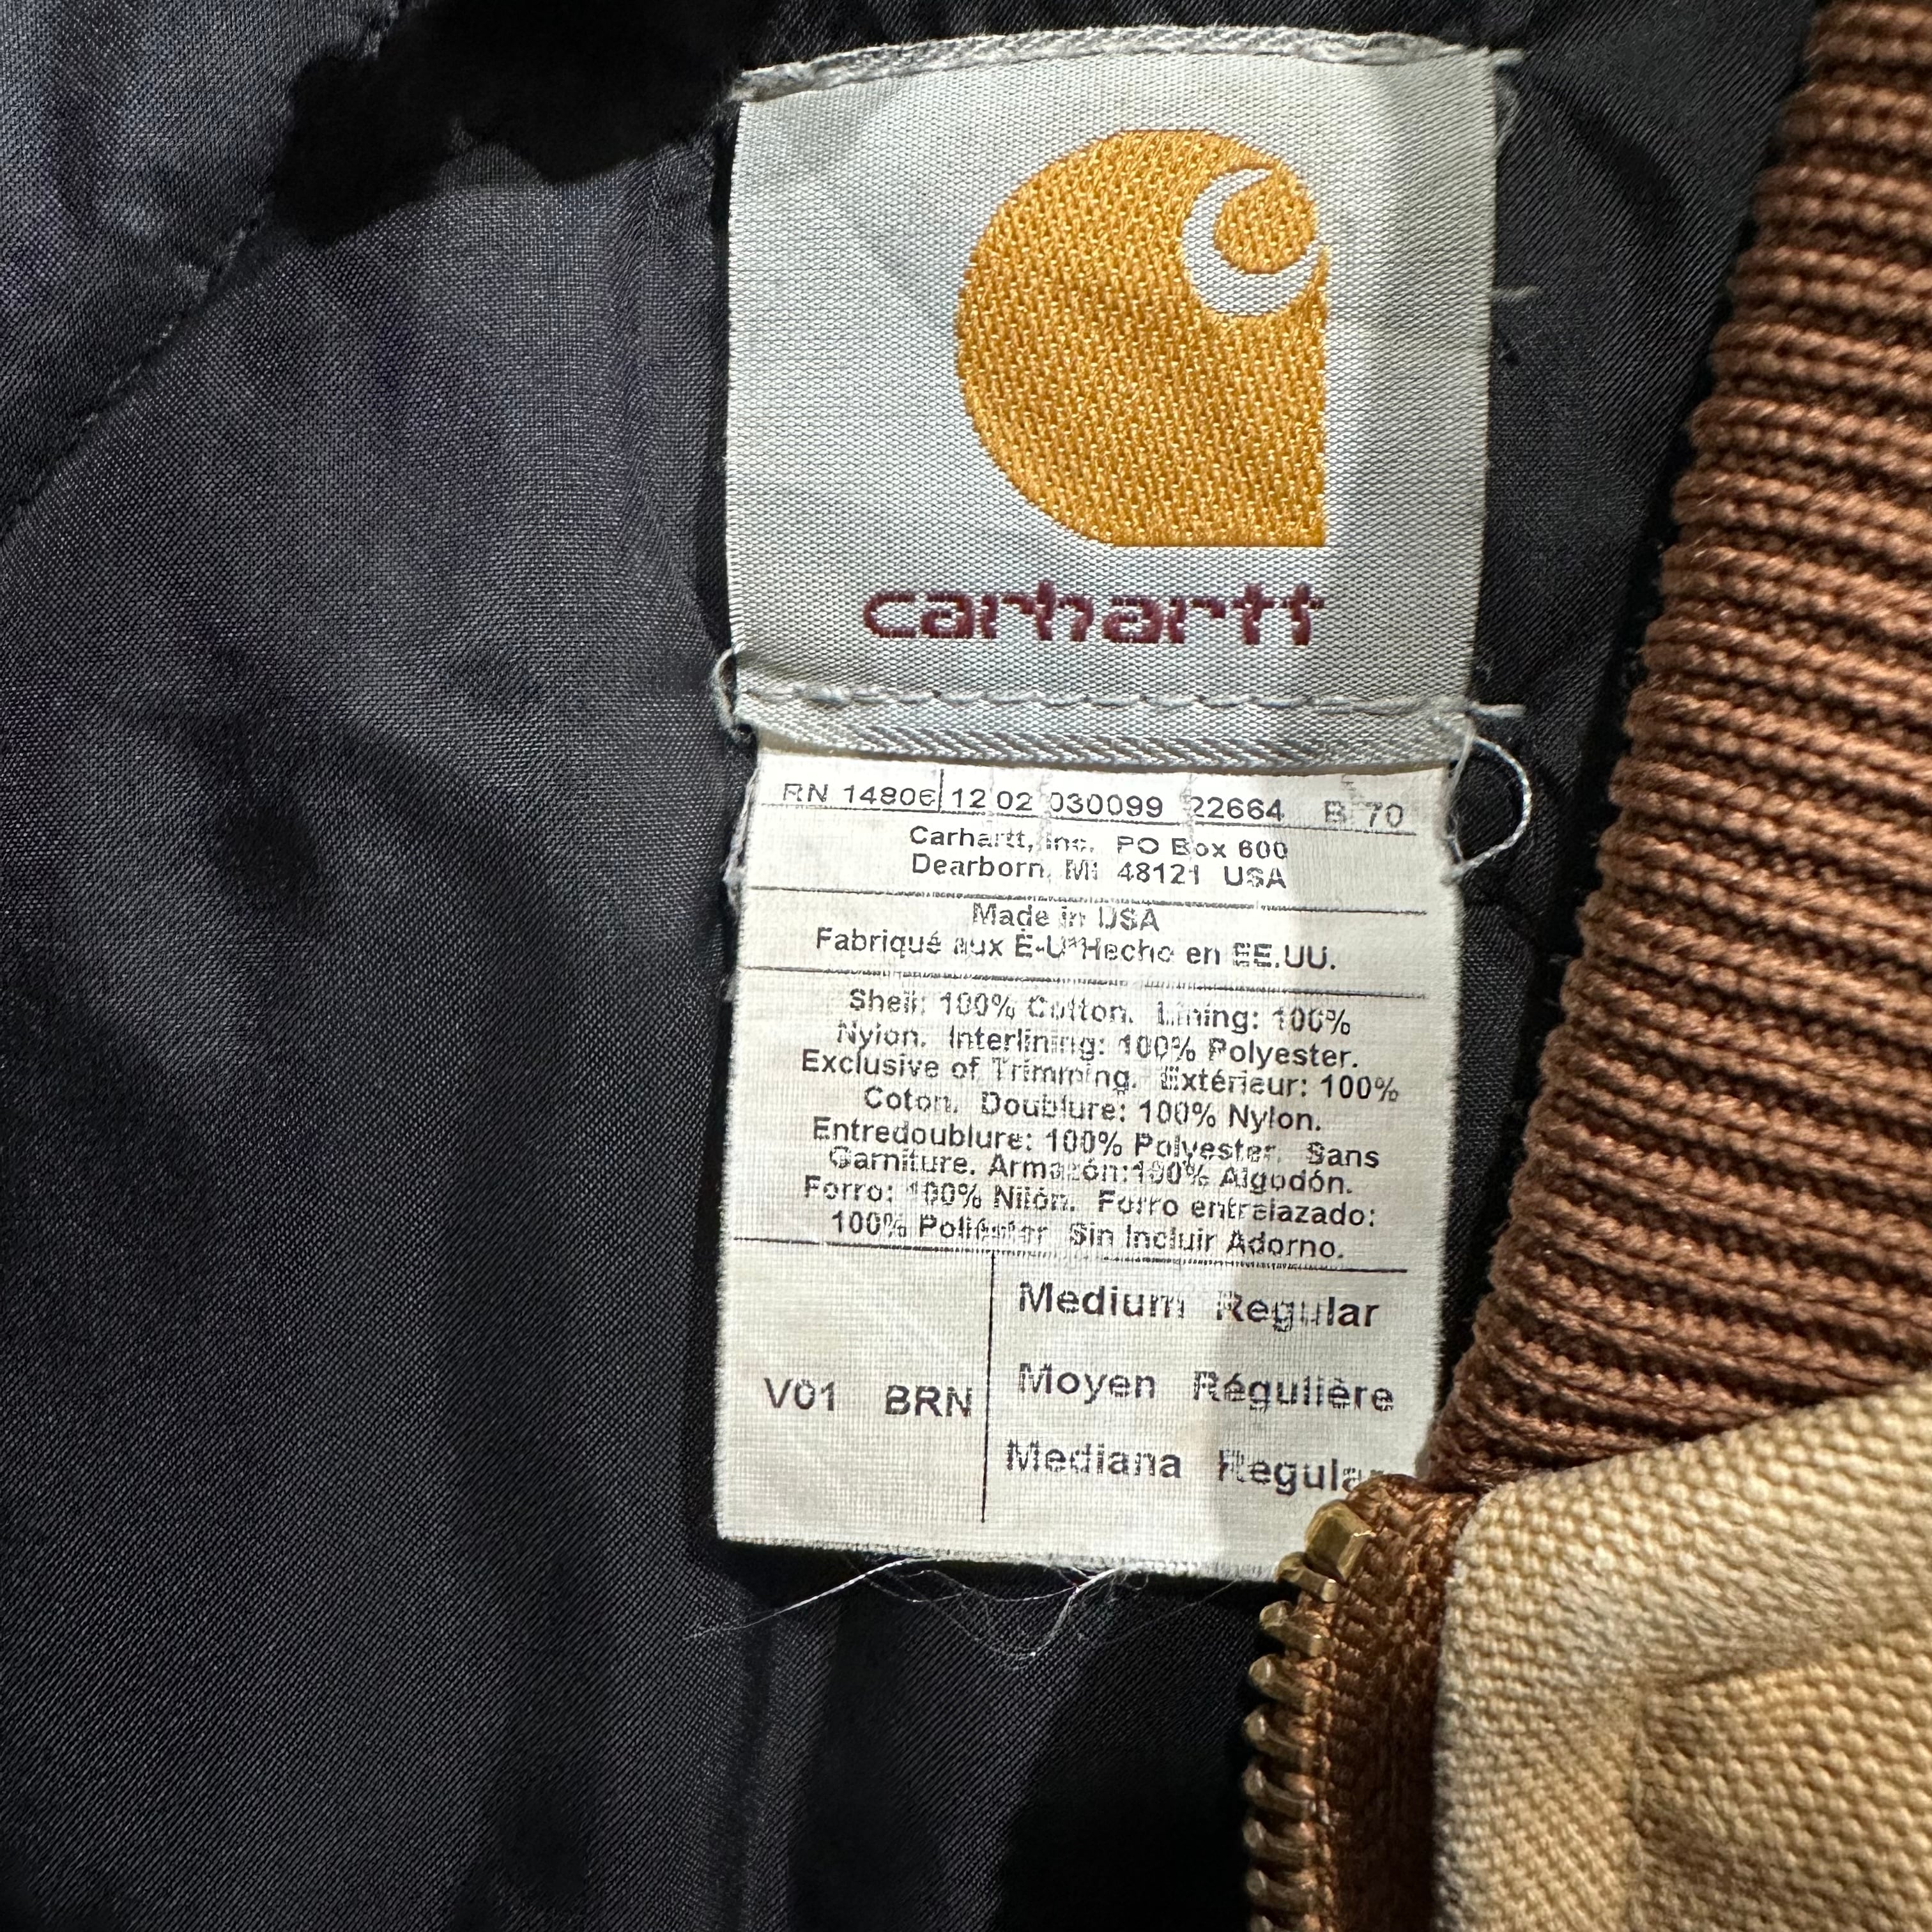 carhartt
RN 14806 12 02 030099 22664 B 70
Carhartt, Inc. PO Box 600
Dearborn, MI 48121 USA
Made in USA
Fabriqué aux É-U*Hecho en EE.UU.
Shell: 100% Cotton. Lining: 100%
Nylon. Interlining: 100% Polyester.
Exclusive of Trimming. Extérieur: 100%
Coton. Doublure: 100% Nylon.
Entredoublure: 100% Polyester. Sans
Garniture. Armazón:100% Algodón.
Forro: 100% Nilón. Forro entrelazado:
100% Poliéster Sin Incluir Adorno.
V01 BRN
Medium Regular
Moyen Régulière
Mediana Regular